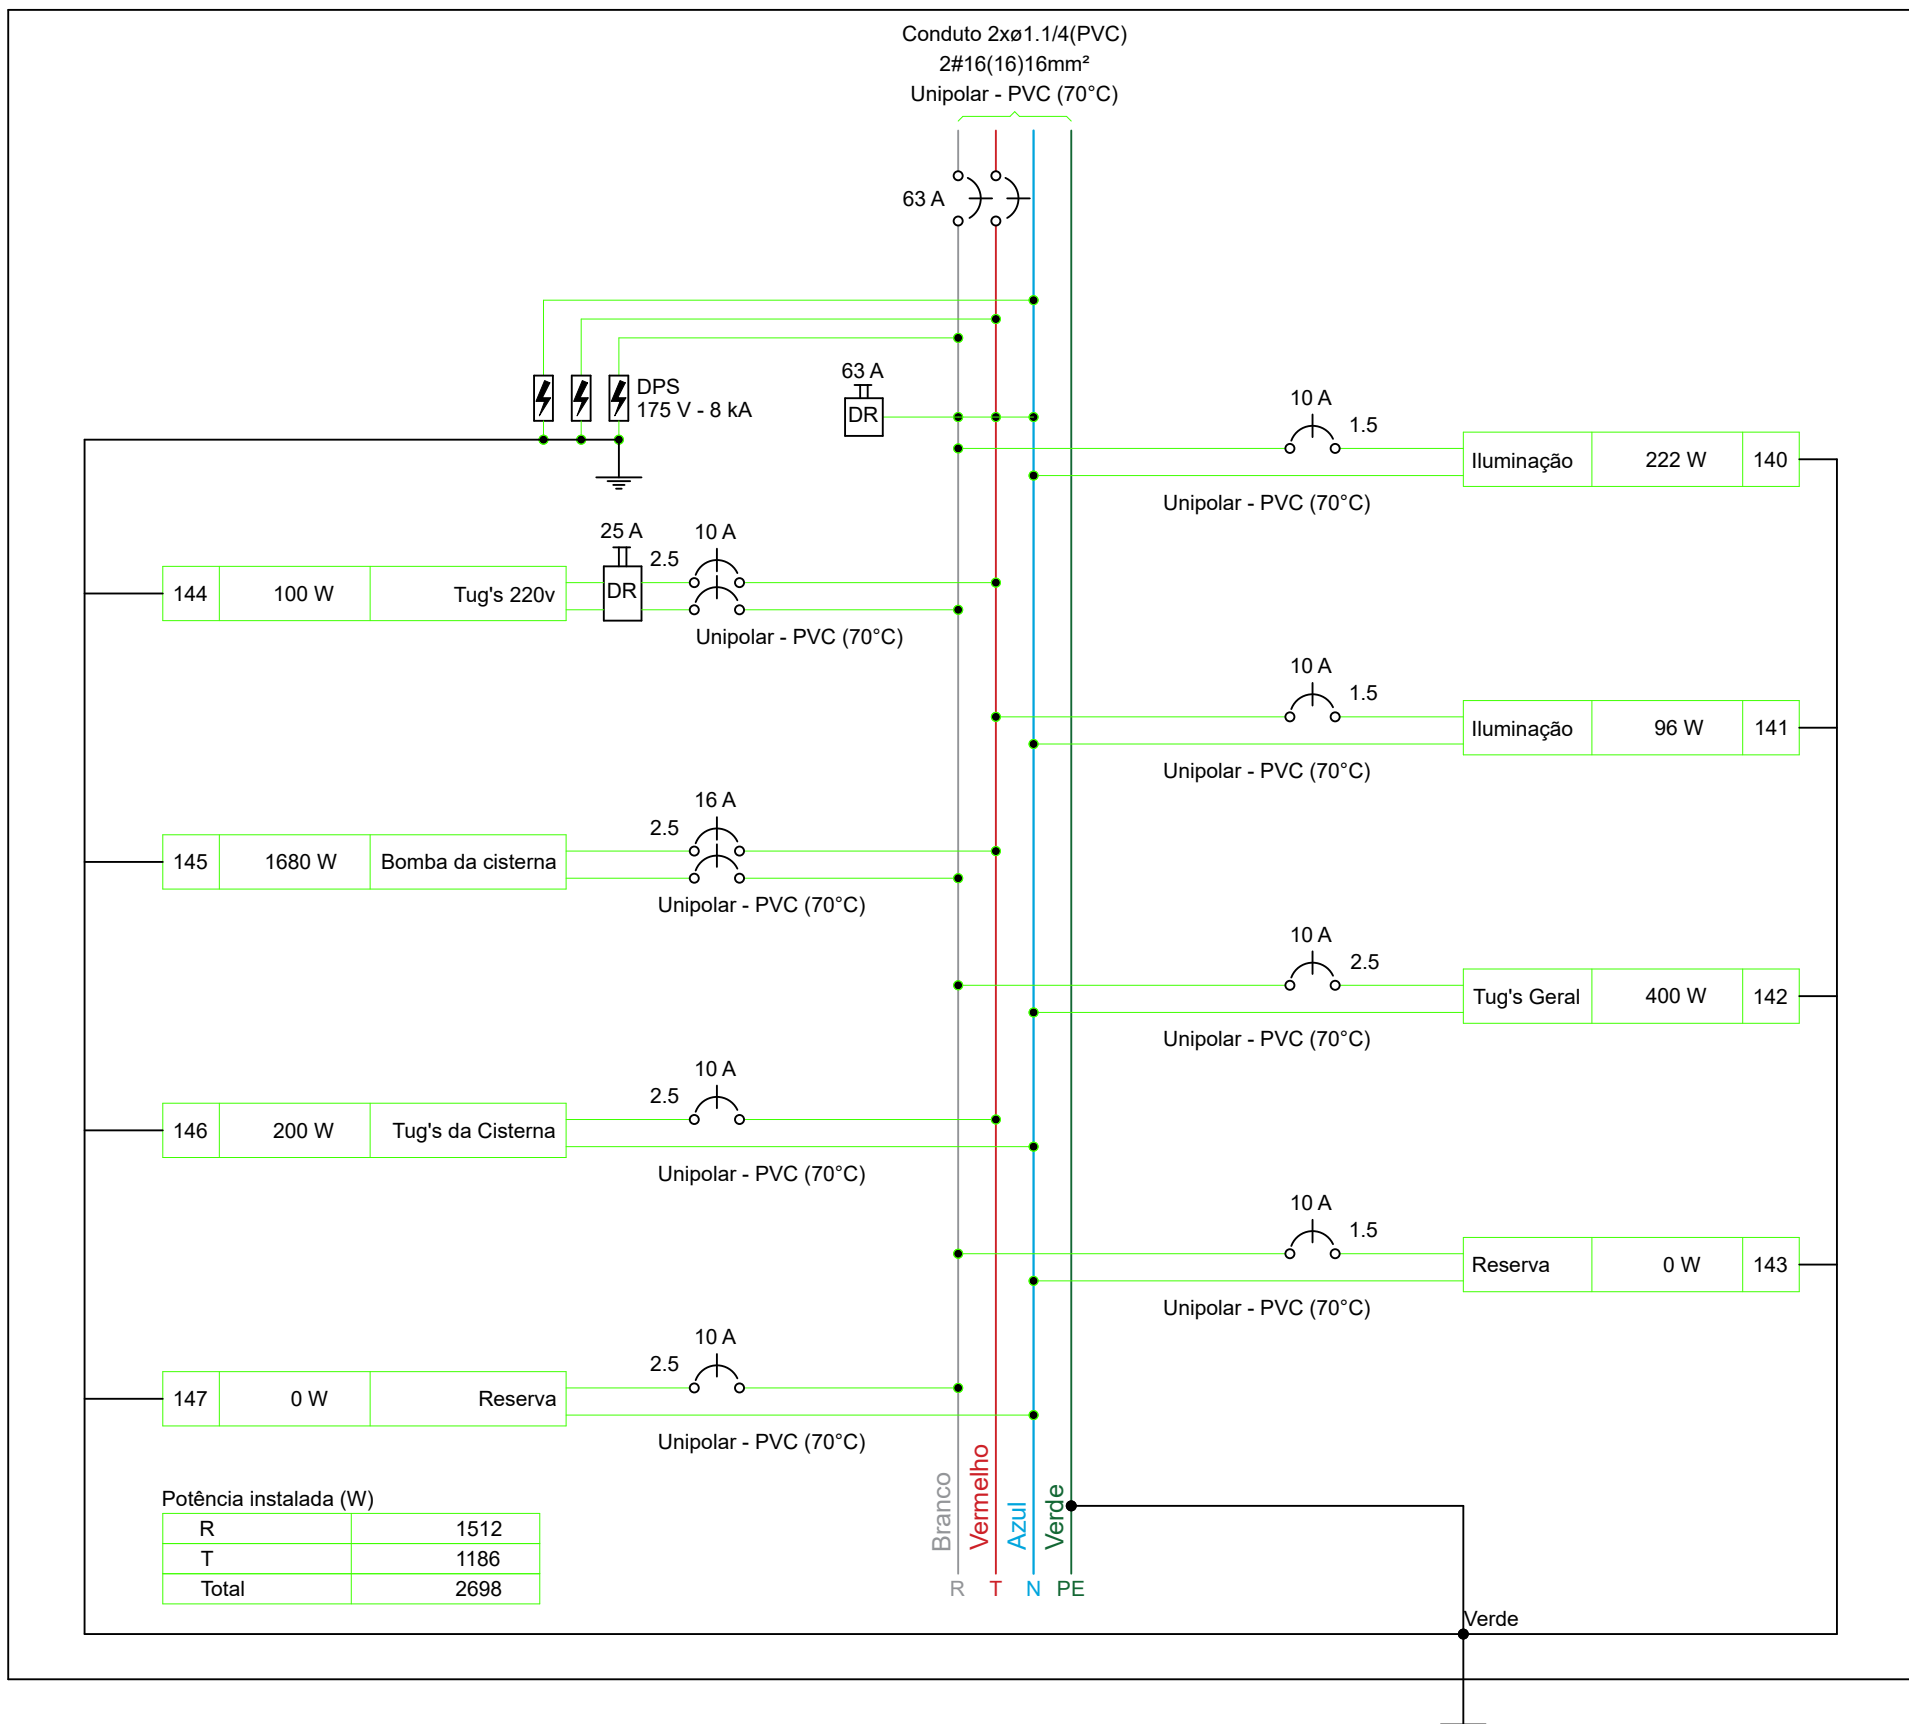 Conduto 2xø1.1/4(PVC)
2#16(16)16mm²
Unipolar - PVC (70°C)
63 A
DPS
175 V - 8 kA
63 A
DR
10 A
1.5
Iluminação 222 W 140
Unipolar - PVC (70°C)
25 A
10 A
2.5
144 100 W Tug's 220v
DR
Unipolar - PVC (70°C)
10 A
1.5
Iluminação 96 W 141
Unipolar - PVC (70°C)
16 A
2.5
145 1680 W Bomba da cisterna
Unipolar - PVC (70°C)
10 A
2.5
Tug's Geral 400 W 142
Unipolar - PVC (70°C)
10 A
2.5
146 200 W Tug's da Cisterna
Unipolar - PVC (70°C)
10 A
1.5
Reserva 0 W 143
Unipolar - PVC (70°C)
10 A
2.5
147 0 W Reserva
Unipolar - PVC (70°C)
Potência instalada (W)
R 1512
T 1186
Total 2698
Branco
Vermelho
Azul
Verde
R T N PE
Verde